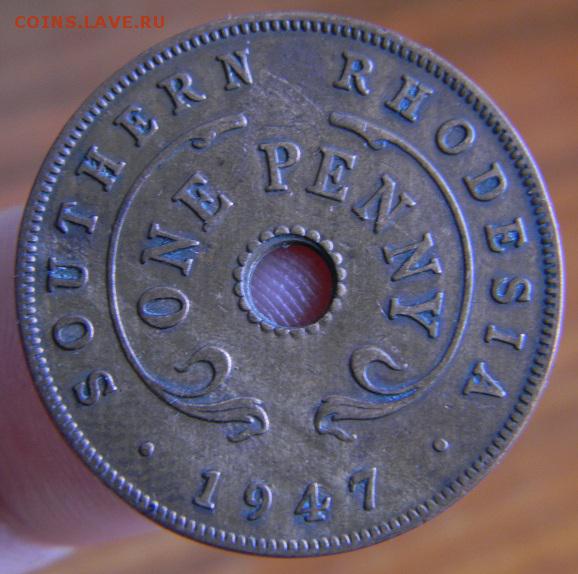 COINS.LAVE.RU
SOUTHERN RHODESIA
ONE PENNY
· 1947 ·